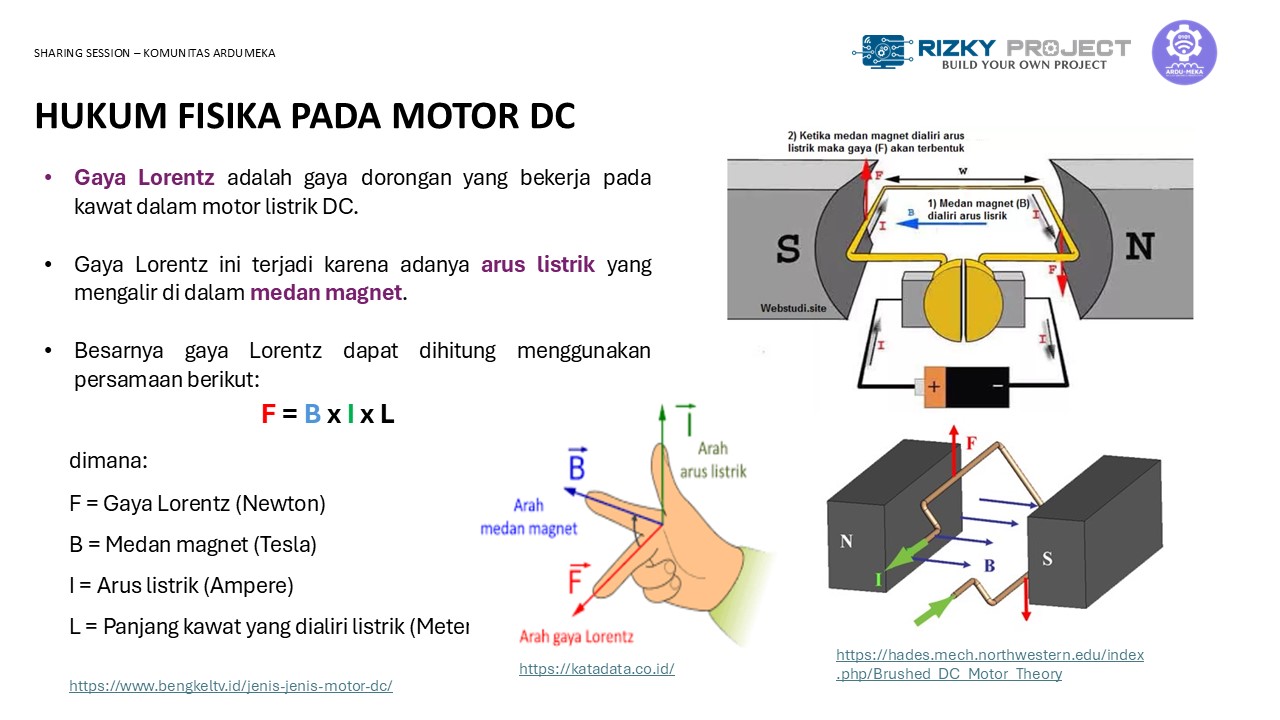 SHARING SESSION – KOMUNITAS ARDUMEKA
RIZKY PROJECT
BUILD YOUR OWN PROJECT
0101
ARDU-MEKA
HUKUM FISIKA PADA MOTOR DC
• Gaya Lorentz adalah gaya dorongan yang bekerja pada
kawat dalam motor listrik DC.
• Gaya Lorentz ini terjadi karena adanya arus listrik yang
mengalir di dalam medan magnet.
• Besarnya gaya Lorentz dapat dihitung menggunakan
persamaan berikut:
F = B x I x L
dimana:
F = Gaya Lorentz (Newton)
B = Medan magnet (Tesla)
I = Arus listrik (Ampere)
L = Panjang kawat yang dialiri listrik (Meter
https://www.bengkeltv.id/jenis-jenis-motor-dc/
I
Arah
arus listrik
B
Arah
medan magnet
F
Arah gaya Lorentz
https://katadata.co.id/
2) Ketika medan magnet dialiri arus
listrik maka gaya (F) akan terbentuk
F
w
1) Medan magnet (B)
dialiri arus lisrik
B
I
I
S
N
F
Webstudi.site
I
I
+
−
F
N
S
B
I
https://hades.mech.northwestern.edu/index
.php/Brushed_DC_Motor_Theory